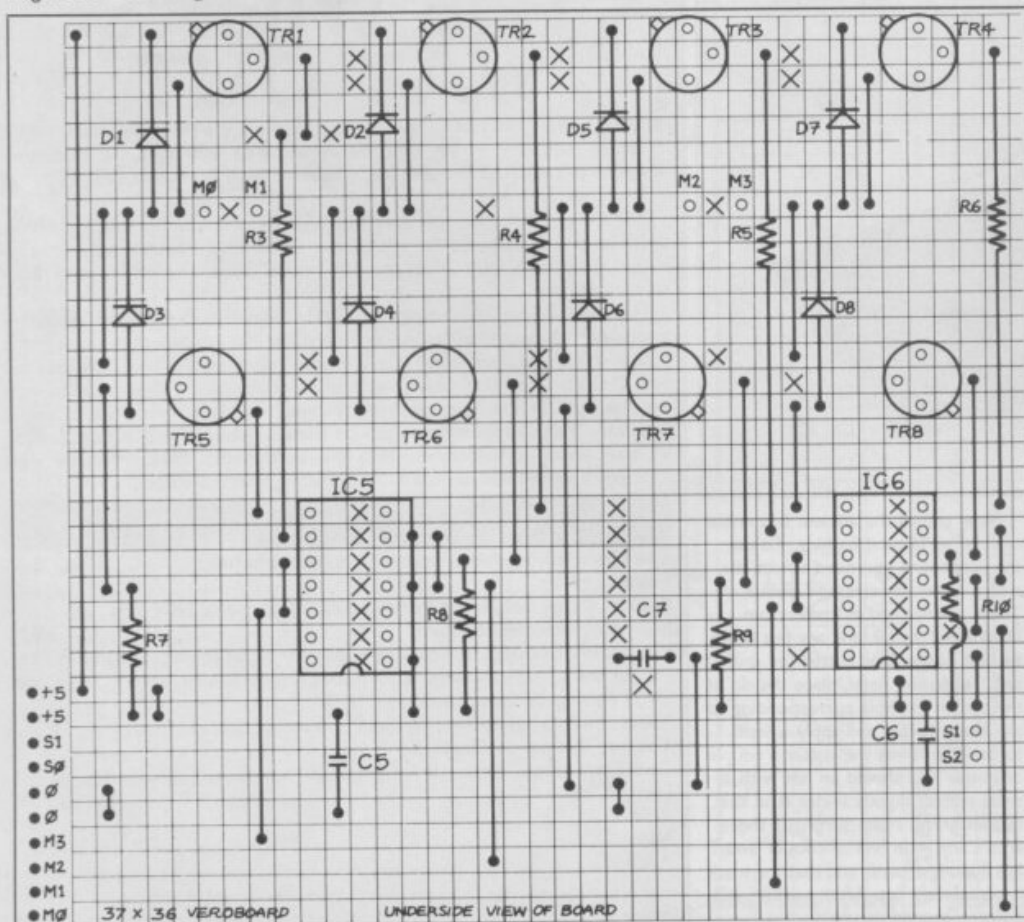 TR1
TR2
TR3
TR4
D1
D2
D5
D7
MØ
M1
M2
M3
R3
R4
R5
R6
D3
D4
D6
D8
TR5
TR6
TR7
TR8
IC5
IC6
R7
R8
C7
R9
R1Ø
+5
+5
S1
SØ
Ø
Ø
M3
M2
M1
MØ
C5
C6
S1
S2
37 X 36 VEROBOARD
UNDERSIDE VIEW OF BOARD